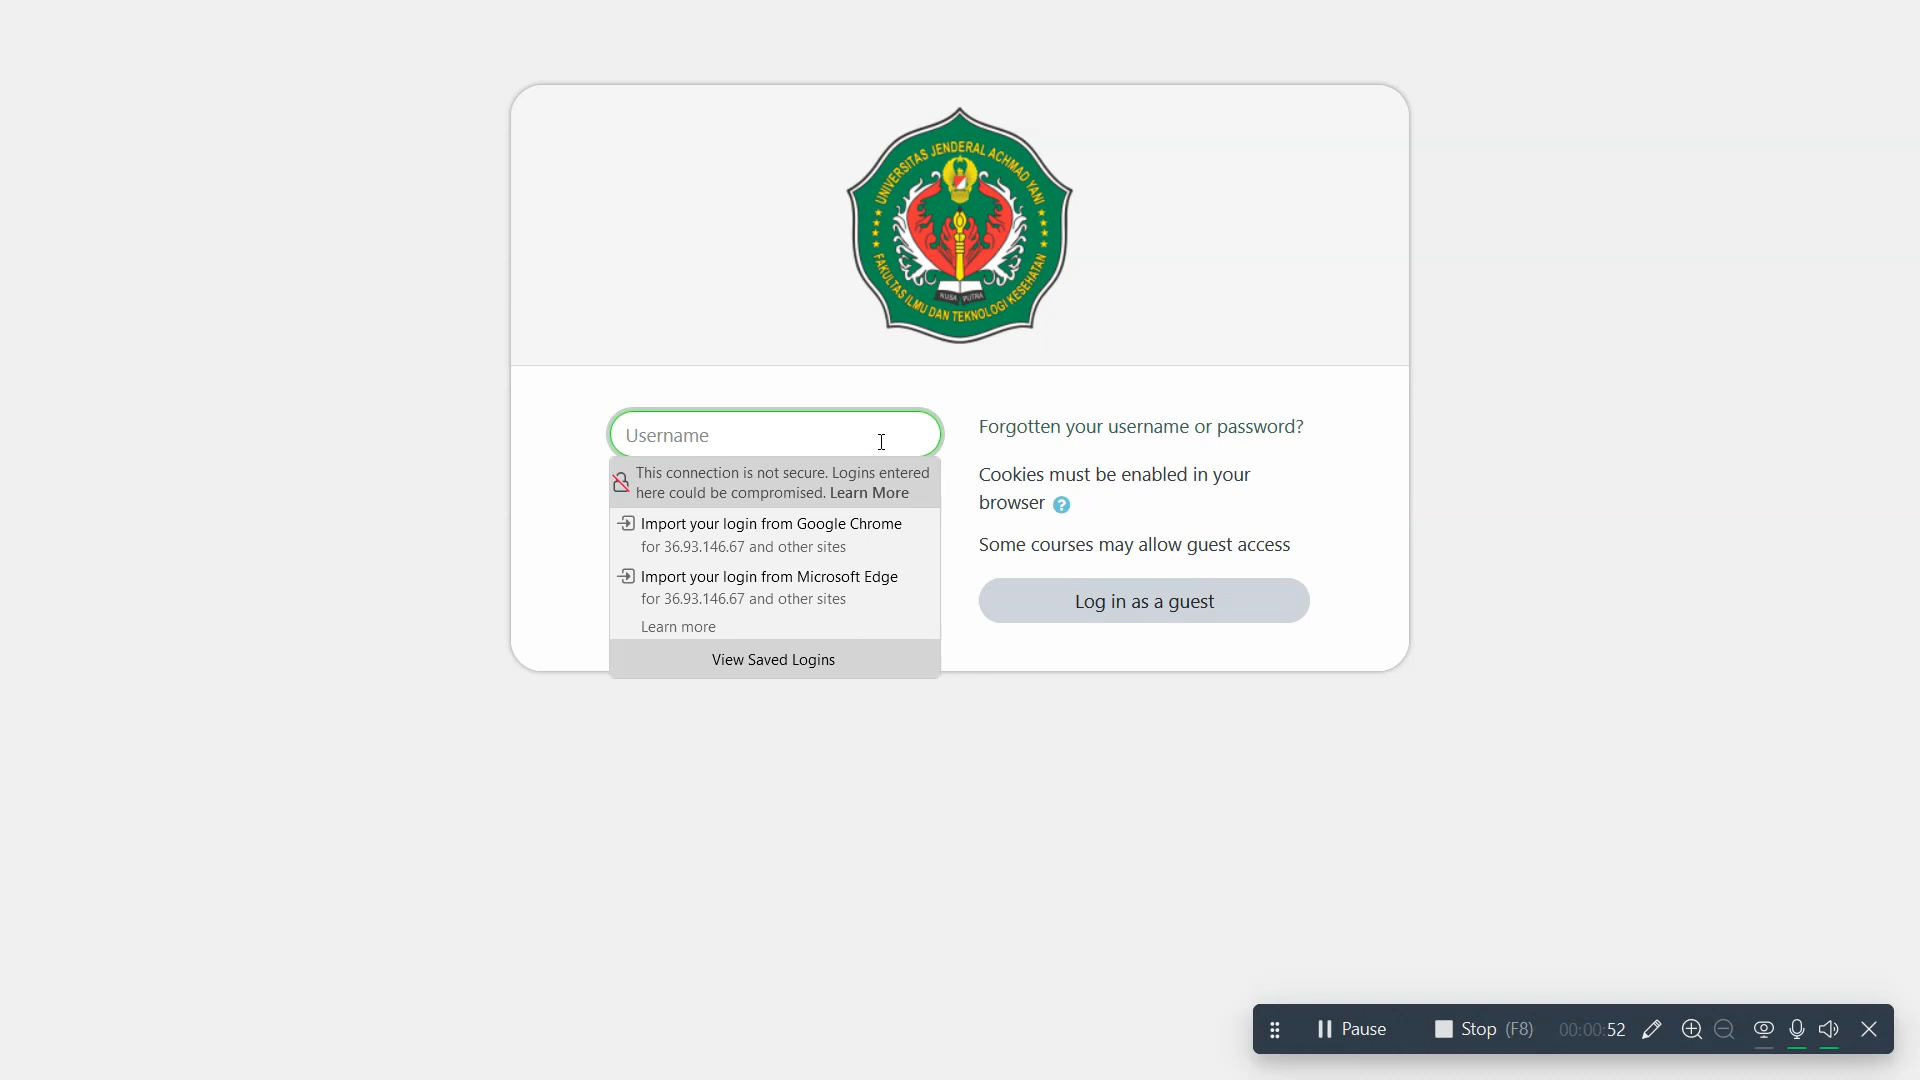 UNIVERSITAS JENDERAL ACHMAD YANI
NUSA PUTRA
FAKULTAS ILMU DAN TEKNOLOGI KESEHATAN
Username
This connection is not secure. Logins entered
here could be compromised. Learn More
Import your login from Google Chrome
for 36.93.146.67 and other sites
Import your login from Microsoft Edge
for 36.93.146.67 and other sites
Learn more
View Saved Logins
Forgotten your username or password?
Cookies must be enabled in your
browser ?
Some courses may allow guest access
Log in as a guest
Pause
Stop (F8)
00:00:52